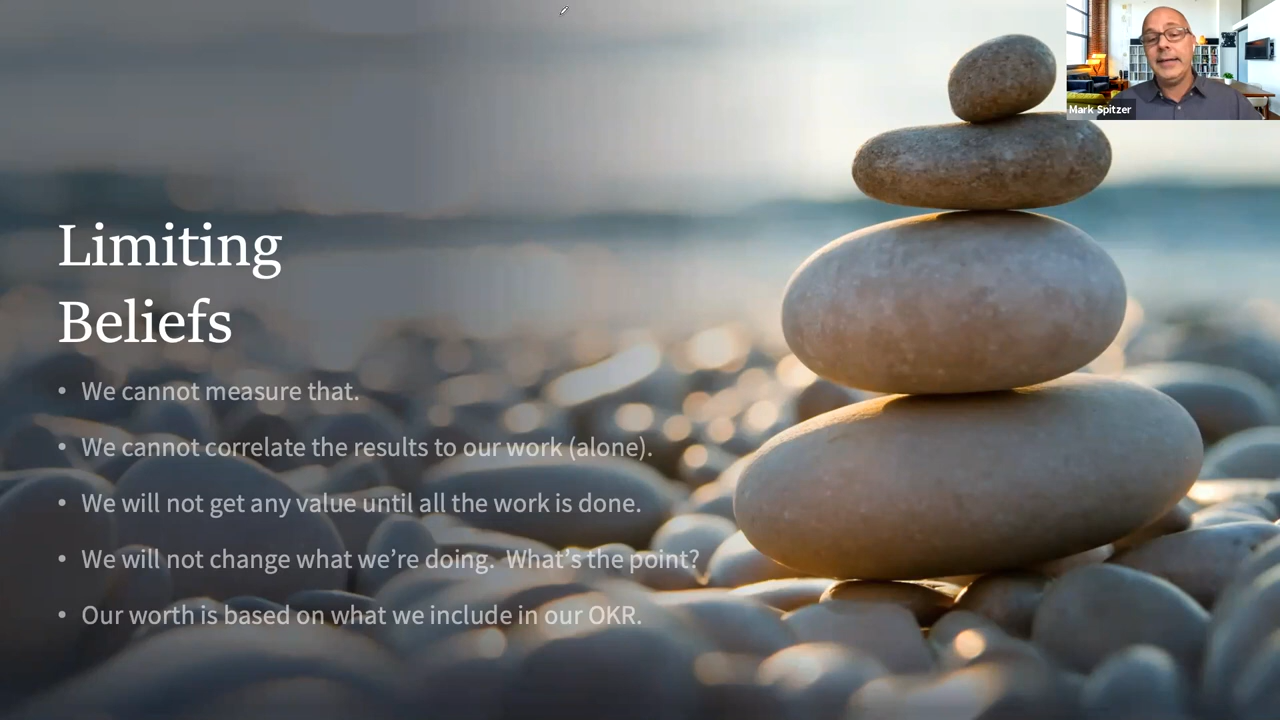 Mark Spitzer
Limiting
Beliefs
• We cannot measure that.
• We cannot correlate the results to our work (alone).
• We will not get any value until all the work is done.
• We will not change what we’re doing.  What’s the point?
• Our worth is based on what we include in our OKR.